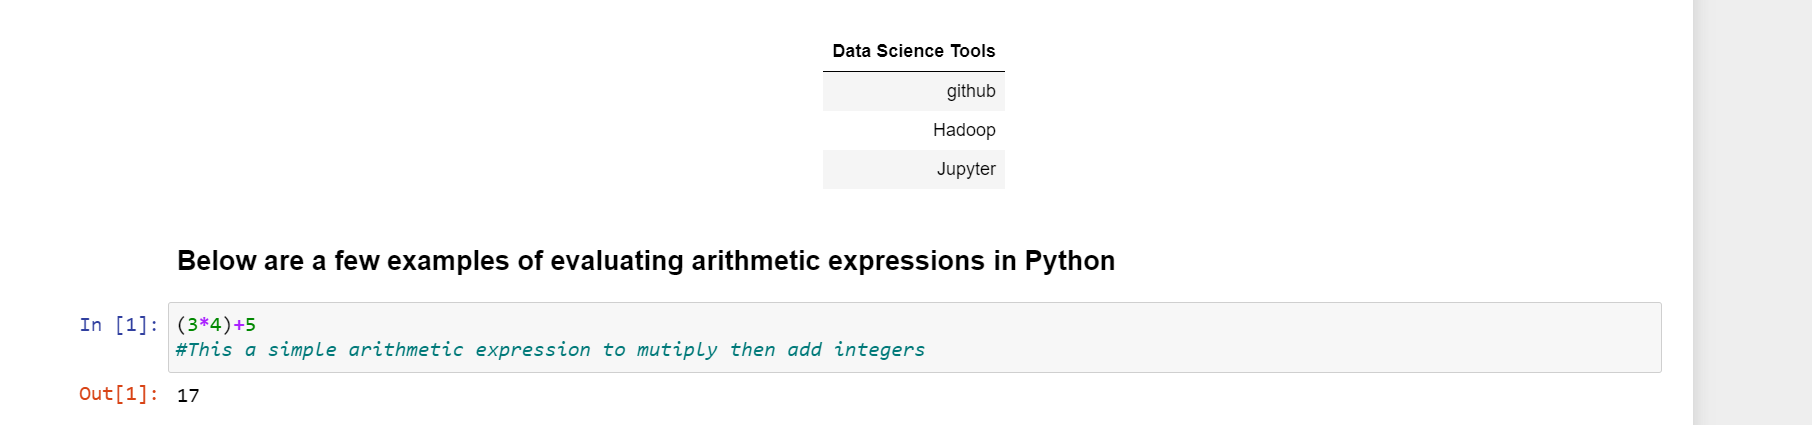 Data Science Tools
github
Hadoop
Jupyter
Below are a few examples of evaluating arithmetic expressions in Python
In [1]: (3*4)+5
#This a simple arithmetic expression to mutiply then add integers
Out[1]: 17